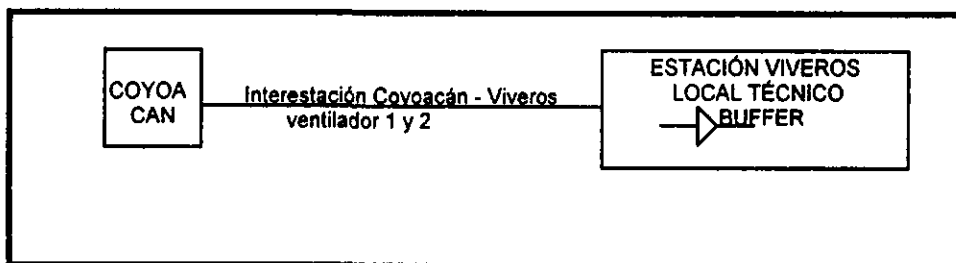 COYOA
CAN
Interestación Coyoacán - Viveros
ventilador 1 y 2
ESTACIÓN VIVEROS
LOCAL TÉCNICO
BUFFER